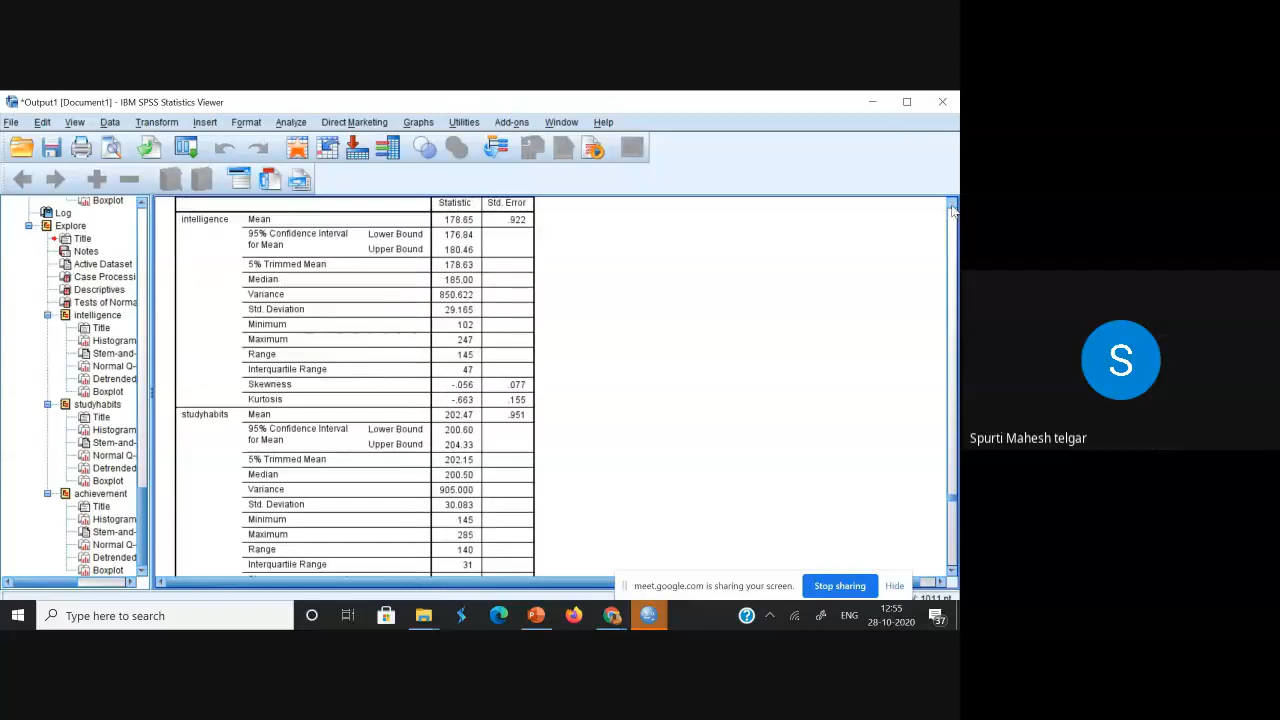 *Output1 [Document1] - IBM SPSS Statistics Viewer
File Edit View Data Transform Insert Format Analyze Direct Marketing Graphs Utilities Add-ons Window Help
Boxplot
Log
Explore
Title
Notes
Active Dataset
Case Processi
Descriptives
Tests of Norma
intelligence
Title
Histogram
Stem-and-
Normal Q-
Detrended
Boxplot
studyhabits
Title
Histogram
Stem-and-
Normal Q-
Detrended
Boxplot
achievement
Title
Histogram
Stem-and-
Normal Q-
Detrended
Boxplot
Statistic Std. Error
intelligence Mean 178.65 .922
95% Confidence Interval for Mean Lower Bound 176.84
Upper Bound 180.46
5% Trimmed Mean 178.63
Median 185.00
Variance 850.622
Std. Deviation 29.165
Minimum 102
Maximum 247
Range 145
Interquartile Range 47
Skewness -.056 .077
Kurtosis -.663 .155
studyhabits Mean 202.47 .951
95% Confidence Interval for Mean Lower Bound 200.60
Upper Bound 204.33
5% Trimmed Mean 202.15
Median 200.50
Variance 905.000
Std. Deviation 30.083
Minimum 145
Maximum 285
Range 140
Interquartile Range 31
meet.google.com is sharing your screen. Stop sharing Hide
Type here to search
ENG
12:55
28-10-2020
37
S
Spurti Mahesh telgar